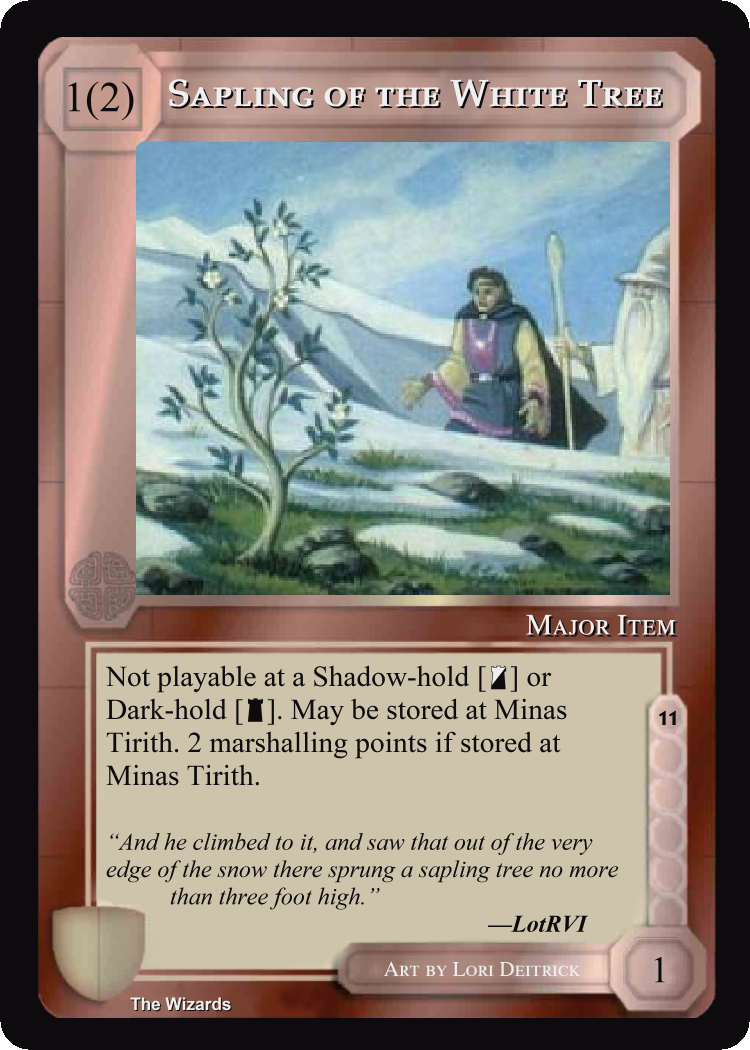 1(2)
Sapling of the White Tree
Major Item
Not playable at a Shadow-hold [ ] or
Dark-hold [ ]. May be stored at Minas
Tirith. 2 marshalling points if stored at
Minas Tirith.
11
“And he climbed to it, and saw that out of the very
edge of the snow there sprung a sapling tree no more
than three foot high.”
—LotRVI
Art by Lori Deitrick
1
The Wizards